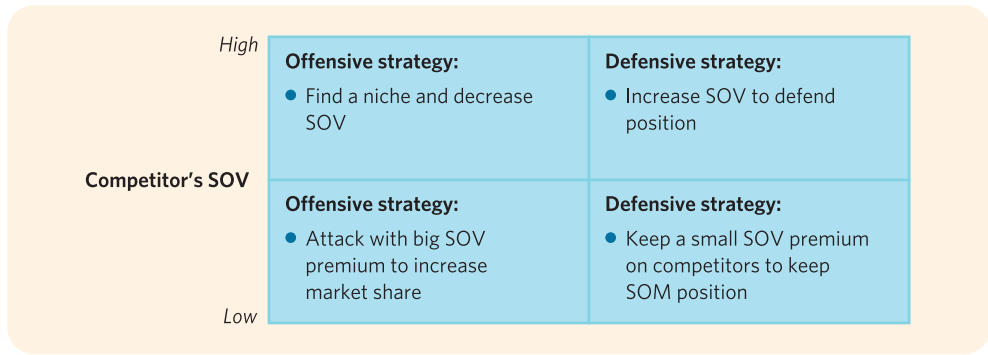 High
Offensive strategy:
• Find a niche and decrease
SOV
Defensive strategy:
• Increase SOV to defend
position
Competitor's SOV
Offensive strategy:
• Attack with big SOV
premium to increase
market share
Defensive strategy:
• Keep a small SOV premium
on competitors to keep
SOM position
Low